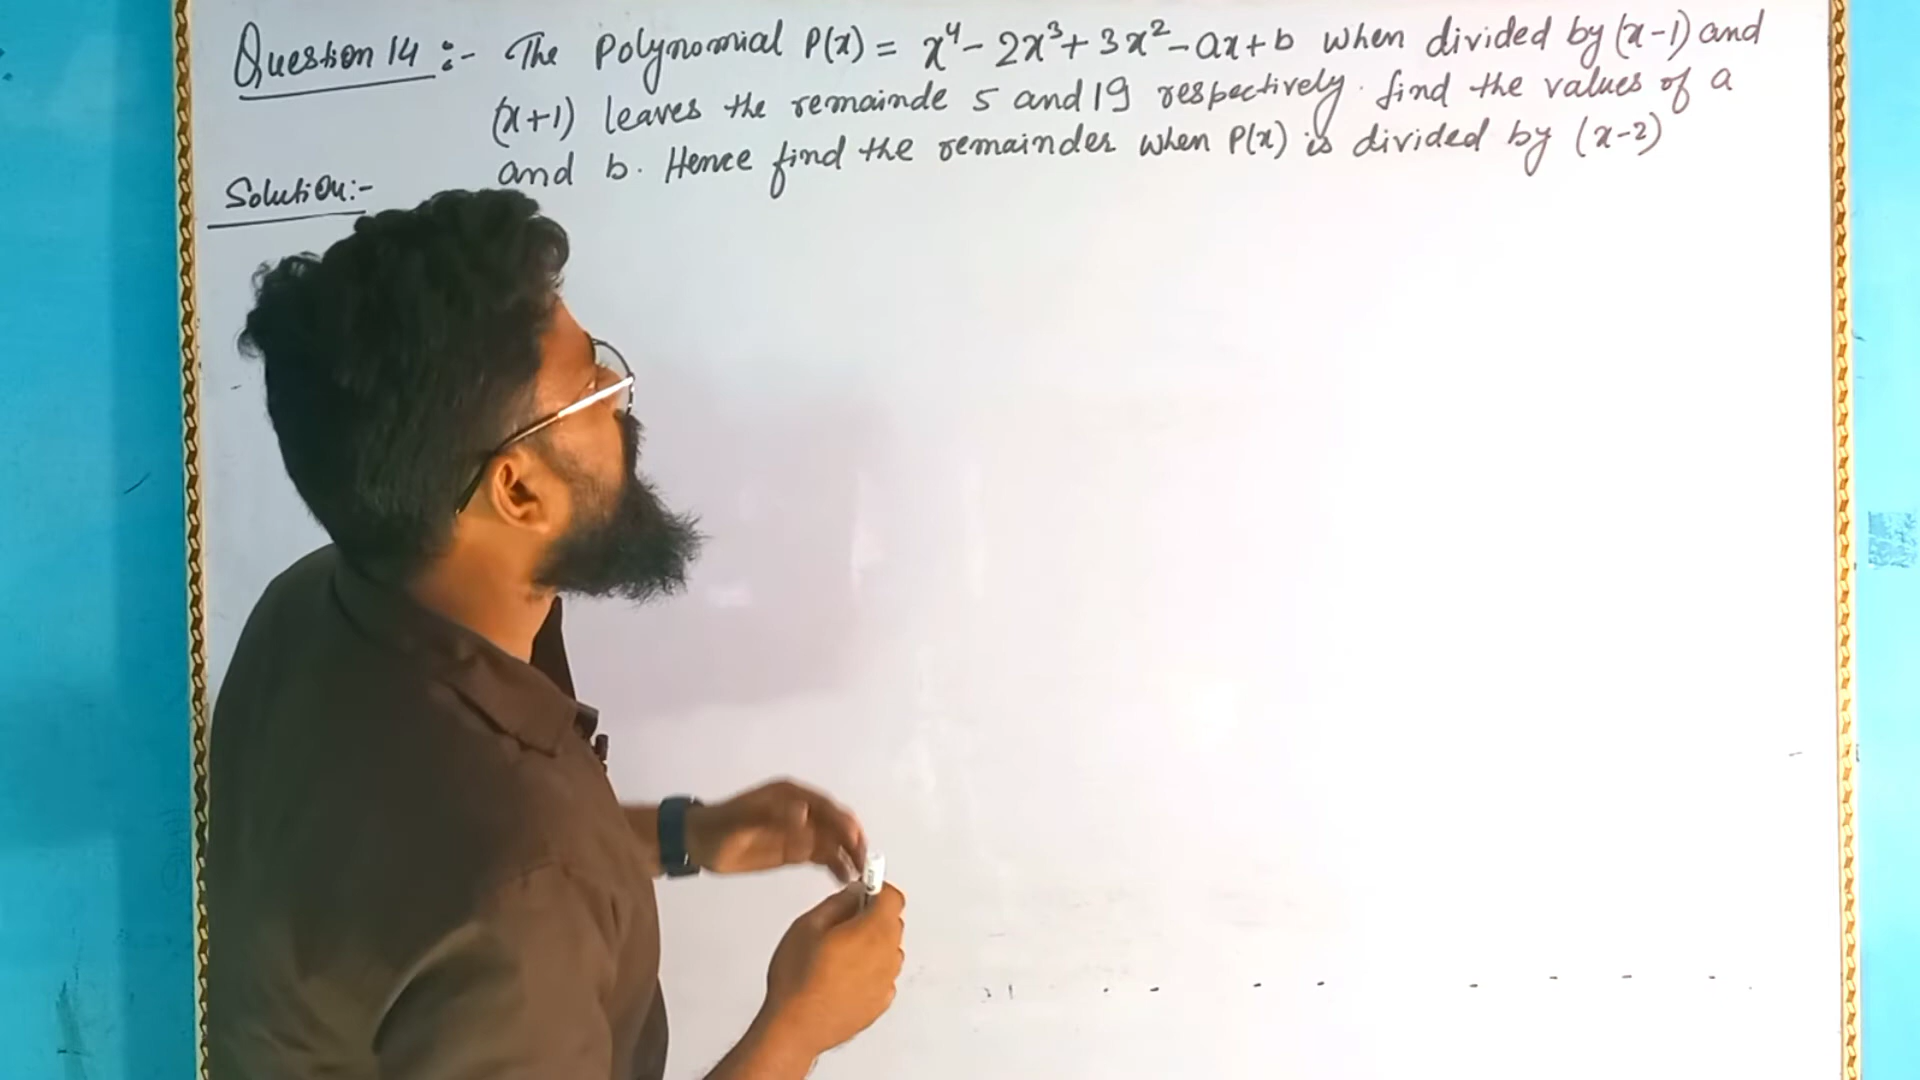 Question 14 :- The Polynomial P(x) = x⁴ - 2x³ + 3x² - ax + b when divided by (x-1) and
(x+1) leaves the remainde 5 and 19 respectively. find the values of a
and b. Hence find the remainder when P(x) is divided by (x-2)
Solution:-